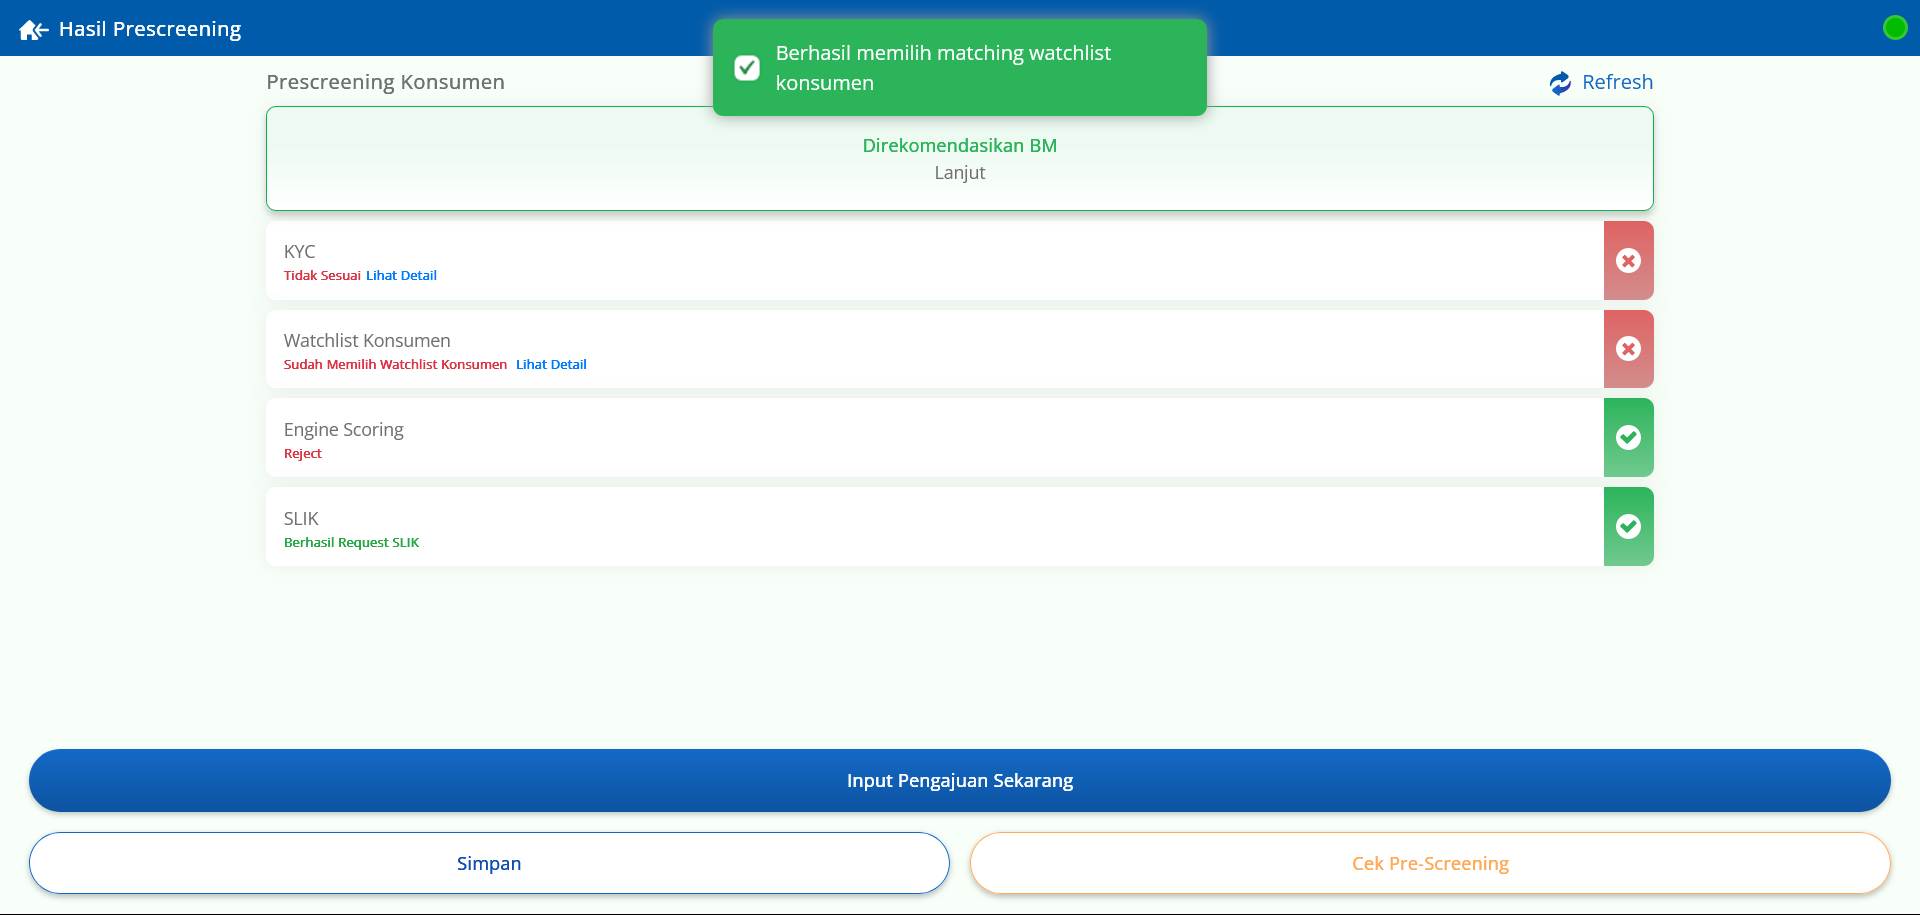 Hasil Prescreening
Berhasil memilih matching watchlist
konsumen
Prescreening Konsumen
Refresh
Direkomendasikan BM
Lanjut
KYC
Tidak Sesuai Lihat Detail
Watchlist Konsumen
Sudah Memilih Watchlist Konsumen Lihat Detail
Engine Scoring
Reject
SLIK
Berhasil Request SLIK
Input Pengajuan Sekarang
Simpan
Cek Pre-Screening